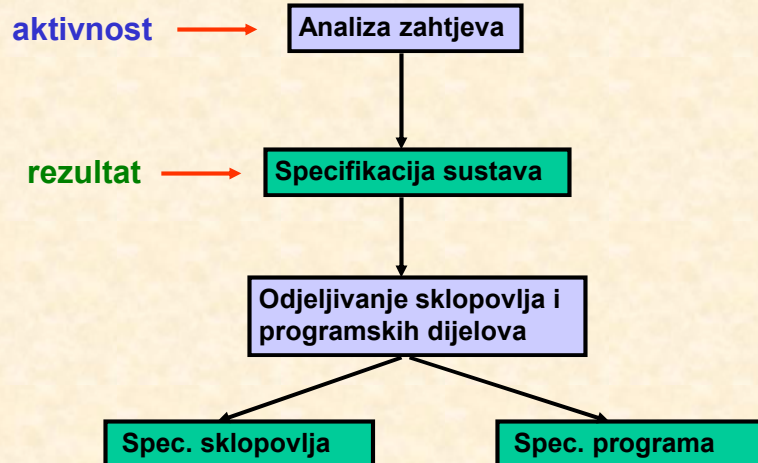 aktivnost
Analiza zahtjeva
rezultat
Specifikacija sustava
Odjeljivanje sklopovlja i
programskih dijelova
Spec. sklopovlja
Spec. programa